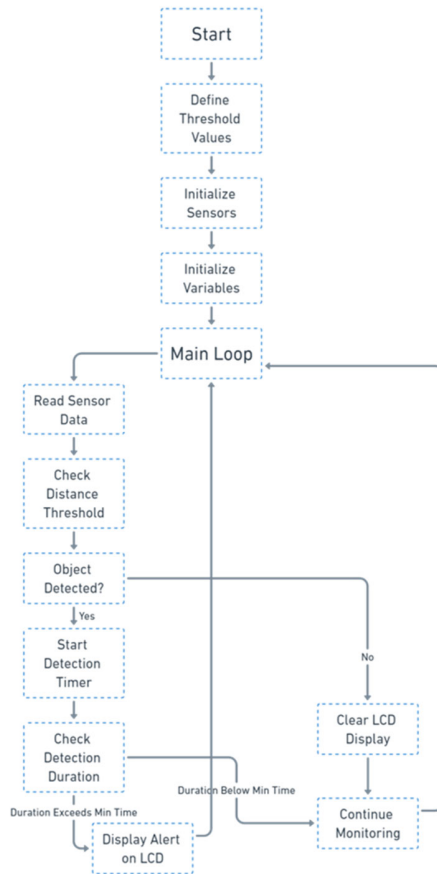 Start
Define
Threshold
Values
Initialize
Sensors
Initialize
Variables
Main Loop
Read Sensor
Data
Check
Distance
Threshold
Object
Detected?
Yes
No
Start
Detection
Timer
Clear LCD
Display
Check
Detection
Duration
Duration Below Min Time
Duration Exceeds Min Time
Continue
Monitoring
Display Alert
on LCD